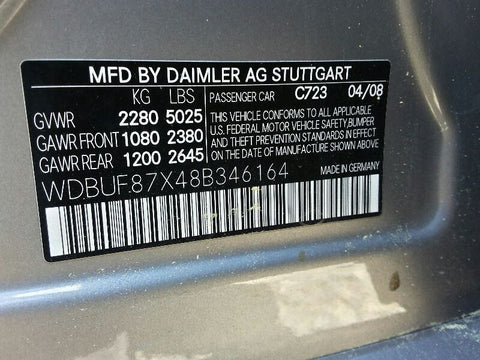 MFD BY DAIMLER AG STUTTGART
KG LBS
GVWR 2280 5025
GAWR FRONT 1080 2380
GAWR REAR 1200 2645
PASSENGER CAR C723 04/08
THIS VEHICLE CONFORMS TO ALL APPLICABLE
U.S. FEDERAL MOTOR VEHICLE SAFETY,BUMPER
AND THEFT PREVENTION STANDARDS IN EFFECT
ON THE DATE OF MANUFACTURE SHOWN ABOVE.
WDBUF87X48B346164
MADE IN GERMANY